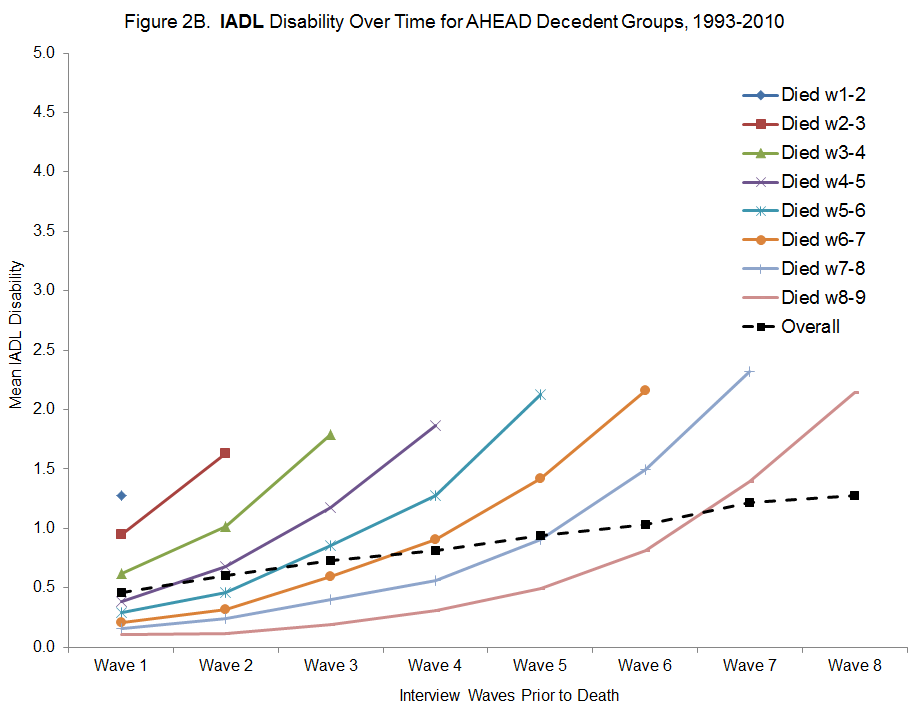 Figure 2B. IADL Disability Over Time for AHEAD Decedent Groups, 1993-2010
5.0
4.5
4.0
3.5
3.0
2.5
2.0
1.5
1.0
0.5
0.0
Mean IADL Disability
Died w1-2
Died w2-3
Died w3-4
Died w4-5
Died w5-6
Died w6-7
Died w7-8
Died w8-9
Overall
Wave 1 Wave 2 Wave 3 Wave 4 Wave 5 Wave 6 Wave 7 Wave 8
Interview Waves Prior to Death